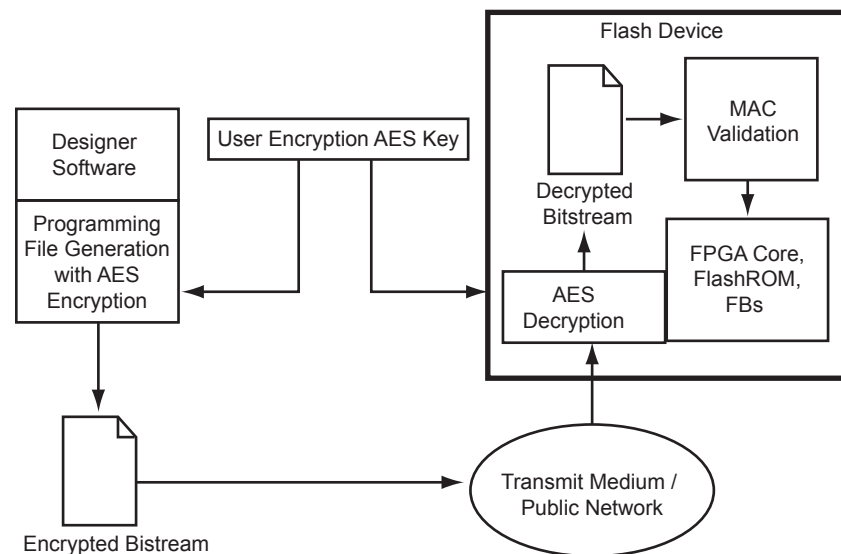 Flash Device
Designer
Software
Programming
File Generation
with AES
Encryption
User Encryption AES Key
Decrypted
Bitstream
MAC
Validation
FPGA Core,
FlashROM,
FBs
AES
Decryption
Encrypted Bistream
Transmit Medium /
Public Network